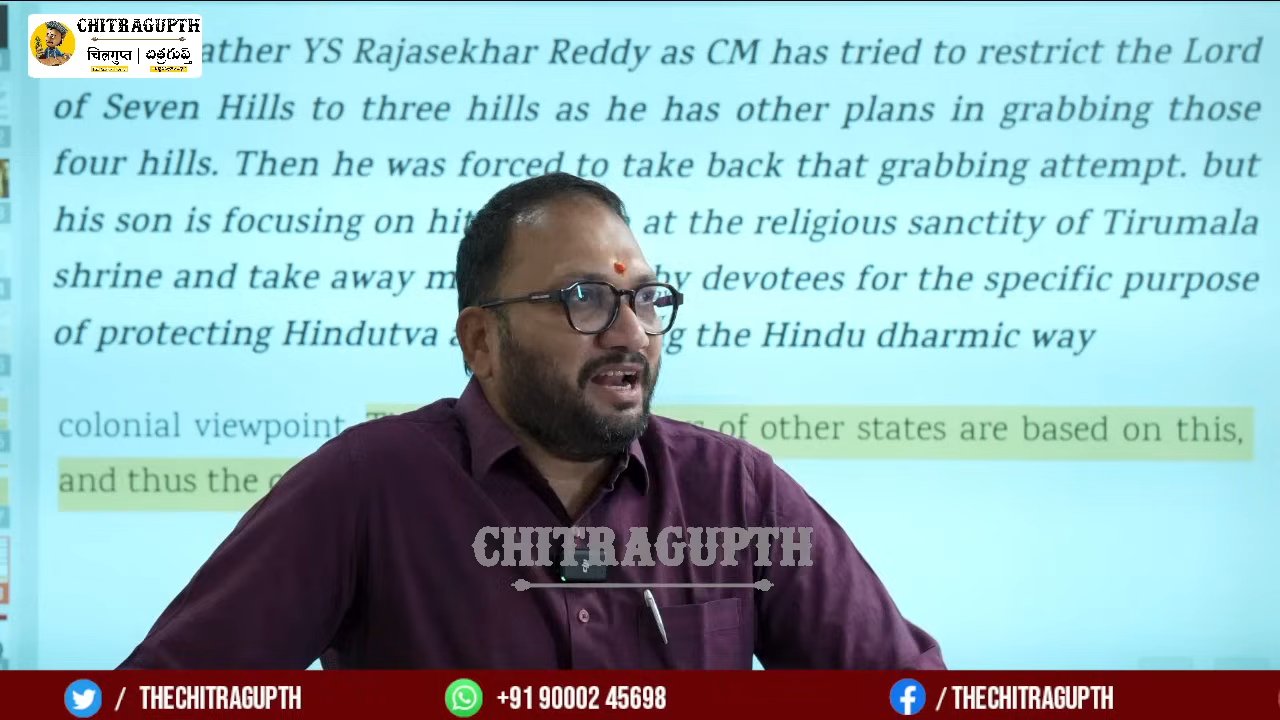 CHITRAGUPTH
चित्रगुप्त | చిత్రగుప్త్
ather YS Rajasekhar Reddy as CM has tried to restrict the Lord
of Seven Hills to three hills as he has other plans in grabbing those
four hills. Then he was forced to take back that grabbing attempt. but
his son is focusing on hit at the religious sanctity of Tirumala
shrine and take away m by devotees for the specific purpose
of protecting Hindutva a g the Hindu dharmic way
colonial viewpoint of other states are based on this,
and thus the
CHITRAGUPTH
/ THECHITRAGUPTH
+91 90002 45698
/ THECHITRAGUPTH